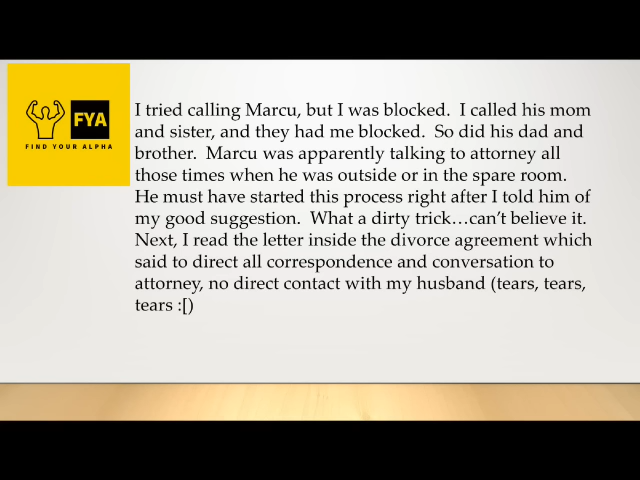 FYA
FIND YOUR ALPHA
I tried calling Marcu, but I was blocked.  I called his mom
and sister, and they had me blocked.  So did his dad and
brother.  Marcu was apparently talking to attorney all
those times when he was outside or in the spare room.
He must have started this process right after I told him of
my good suggestion.  What a dirty trick…can't believe it.
Next, I read the letter inside the divorce agreement which
said to direct all correspondence and conversation to
attorney, no direct contact with my husband (tears, tears,
tears :[)